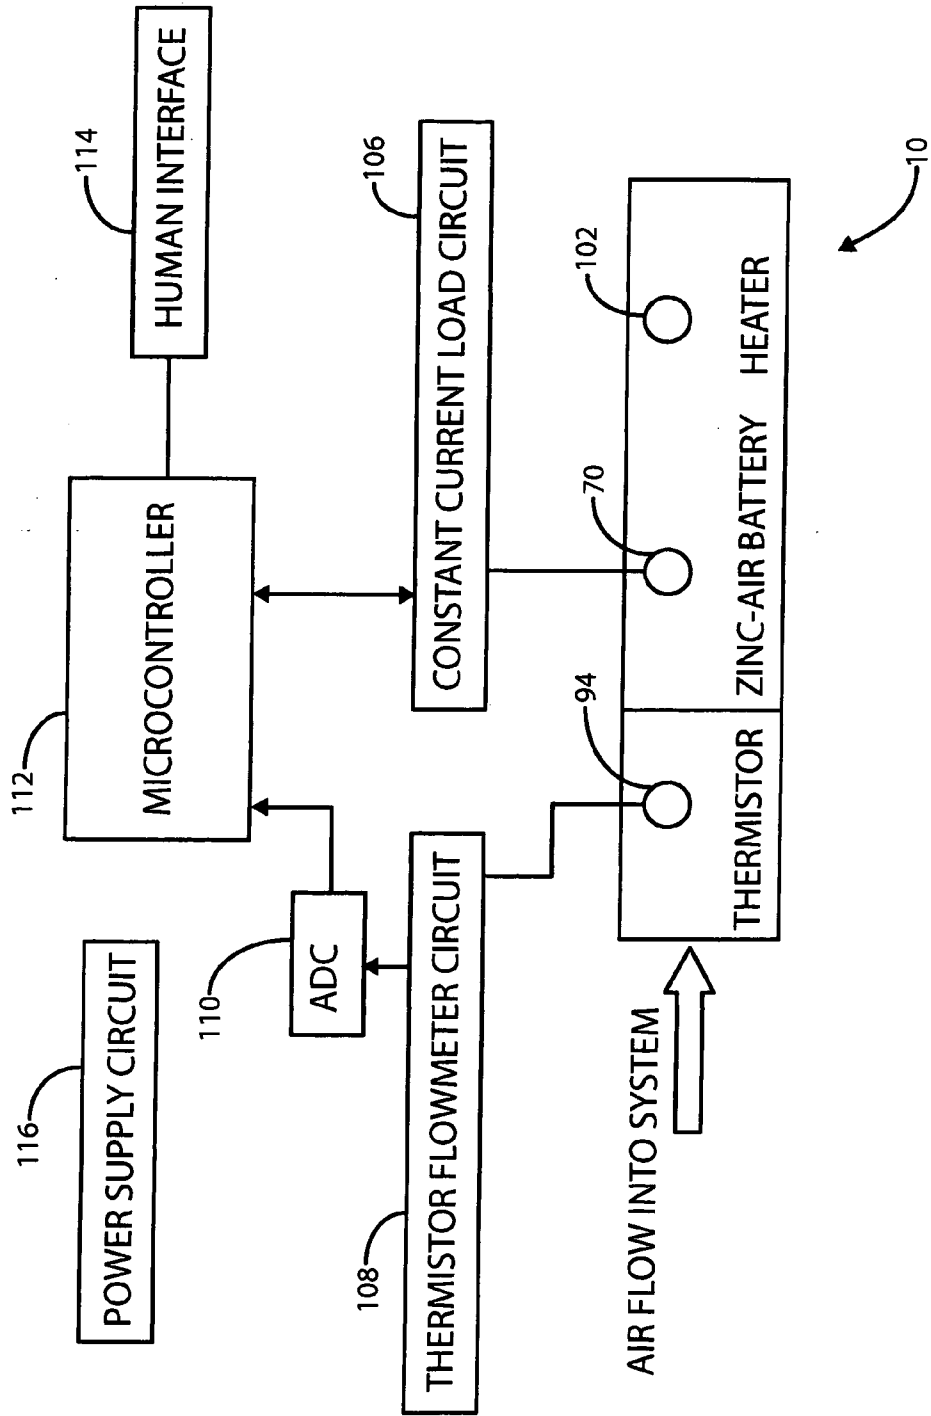 116
POWER SUPPLY CIRCUIT
112
MICROCONTROLLER
114
HUMAN INTERFACE
110
ADC
108
THERMISTOR FLOWMETER CIRCUIT
106
CONSTANT CURRENT LOAD CIRCUIT
94
70
102
THERMISTOR
ZINC-AIR BATTERY
HEATER
AIR FLOW INTO SYSTEM
10